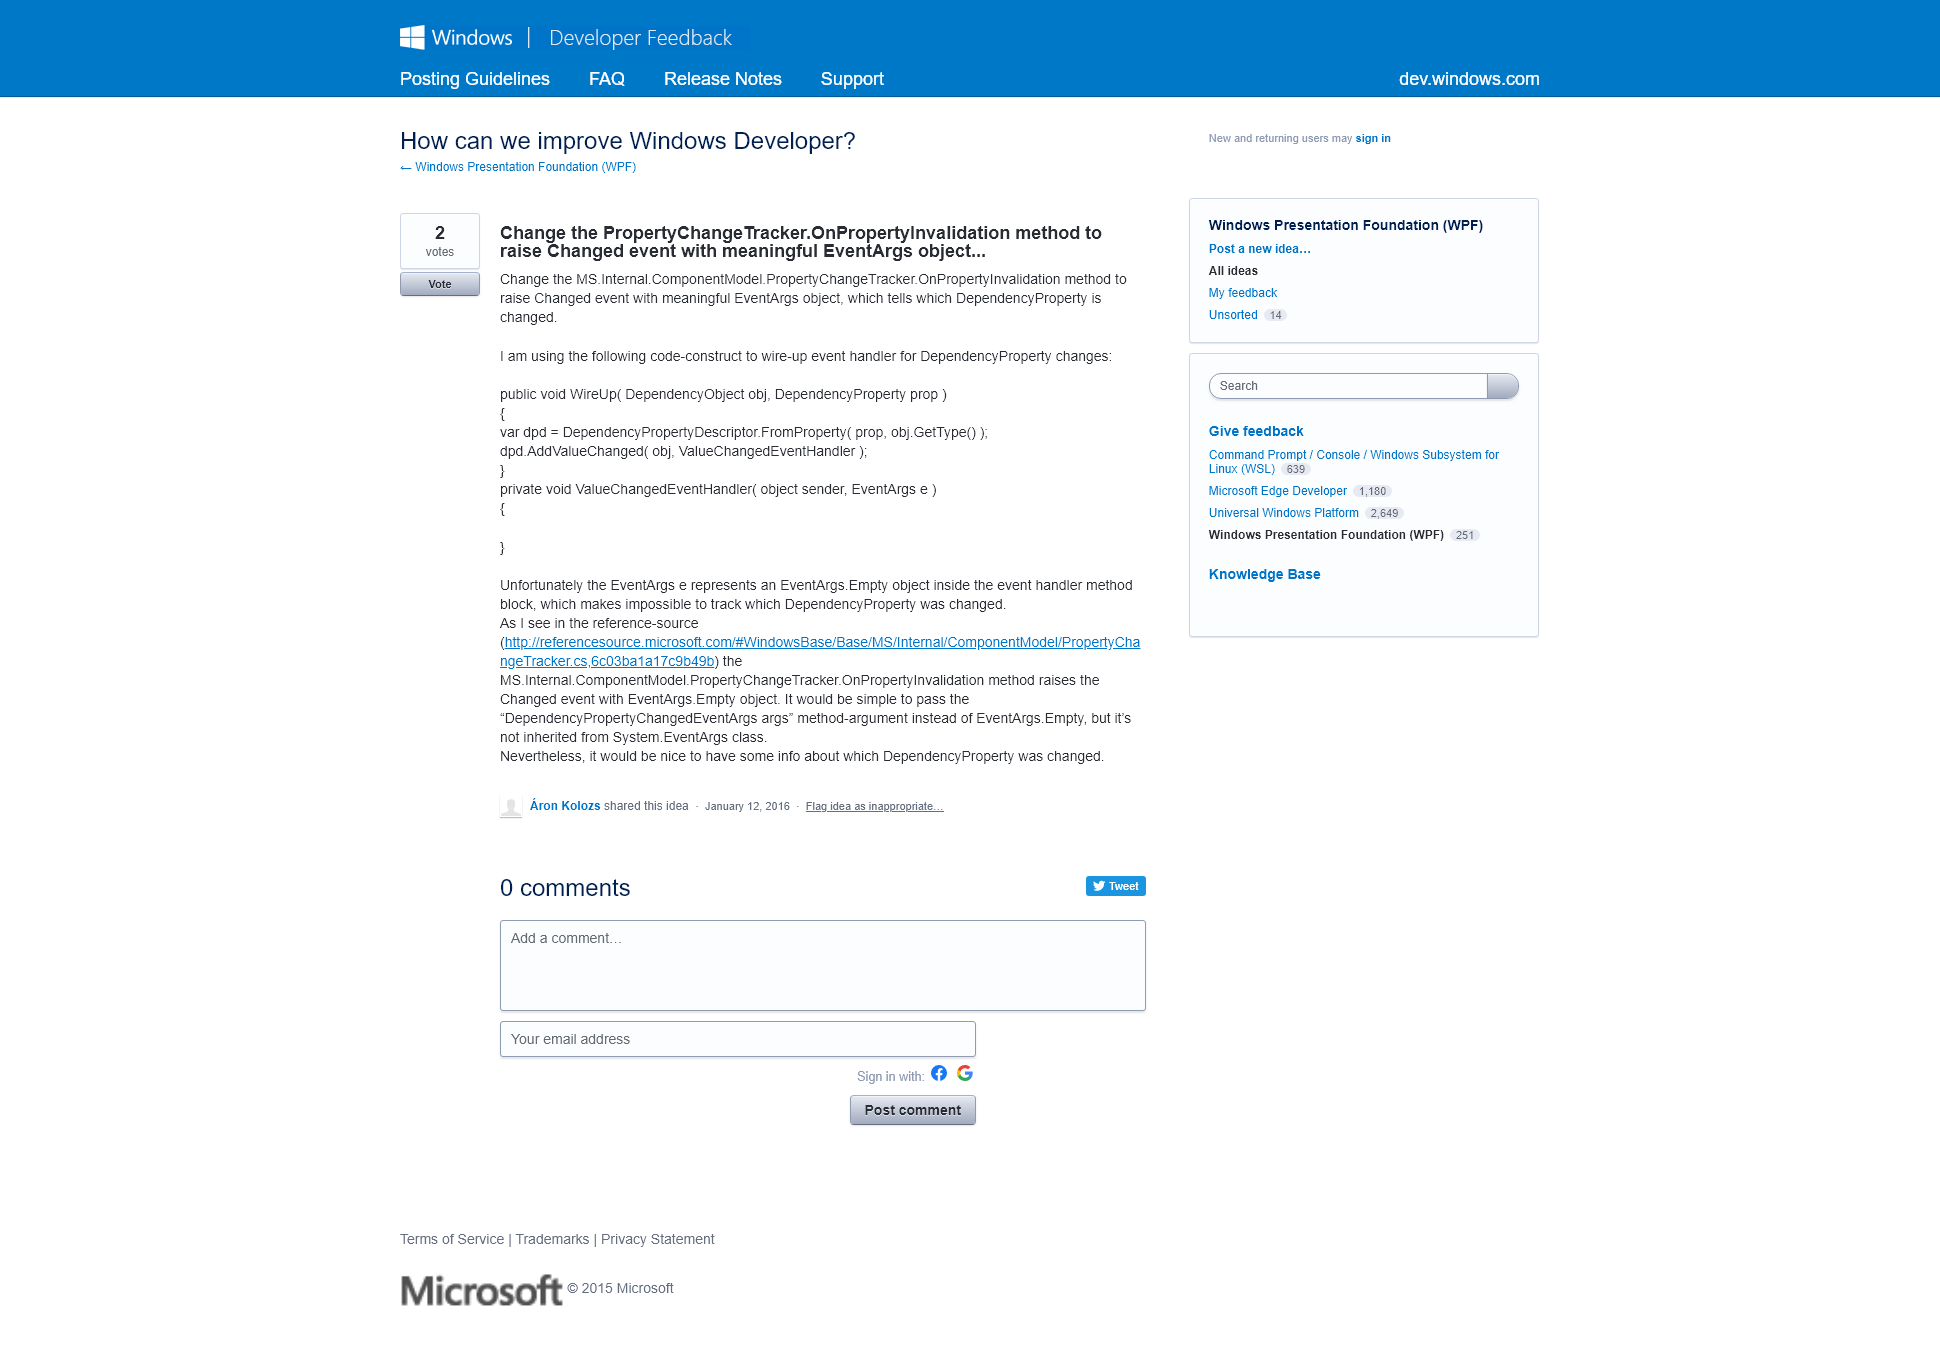 Windows | Developer Feedback
Posting Guidelines FAQ Release Notes Support dev.windows.com
How can we improve Windows Developer?
← Windows Presentation Foundation (WPF)
New and returning users may sign in
2
votes
Vote
Change the PropertyChangeTracker.OnPropertyInvalidation method to
raise Changed event with meaningful EventArgs object...
Change the MS.Internal.ComponentModel.PropertyChangeTracker.OnPropertyInvalidation method to
raise Changed event with meaningful EventArgs object, which tells which DependencyProperty is
changed.
I am using the following code-construct to wire-up event handler for DependencyProperty changes:
public void WireUp( DependencyObject obj, DependencyProperty prop )
{
var dpd = DependencyPropertyDescriptor.FromProperty( prop, obj.GetType() );
dpd.AddValueChanged( obj, ValueChangedEventHandler );
}
private void ValueChangedEventHandler( object sender, EventArgs e )
{
}
Unfortunately the EventArgs e represents an EventArgs.Empty object inside the event handler method
block, which makes impossible to track which DependencyProperty was changed.
As I see in the reference-source
(http://referencesource.microsoft.com/#WindowsBase/Base/MS/Internal/ComponentModel/PropertyCha
ngeTracker.cs,6c03ba1a17c9b49b) the
MS.Internal.ComponentModel.PropertyChangeTracker.OnPropertyInvalidation method raises the
Changed event with EventArgs.Empty object. It would be simple to pass the
“DependencyPropertyChangedEventArgs args” method-argument instead of EventArgs.Empty, but it’s
not inherited from System.EventArgs class.
Nevertheless, it would be nice to have some info about which DependencyProperty was changed.
Áron Kolozs shared this idea · January 12, 2016 · Flag idea as inappropriate…
0 comments
Tweet
Add a comment…
Your email address
Sign in with:
Post comment
Windows Presentation Foundation (WPF)
Post a new idea…
All ideas
My feedback
Unsorted 14
Search
Give feedback
Command Prompt / Console / Windows Subsystem for
Linux (WSL) 639
Microsoft Edge Developer 1,180
Universal Windows Platform 2,649
Windows Presentation Foundation (WPF) 251
Knowledge Base
Terms of Service | Trademarks | Privacy Statement
Microsoft © 2015 Microsoft